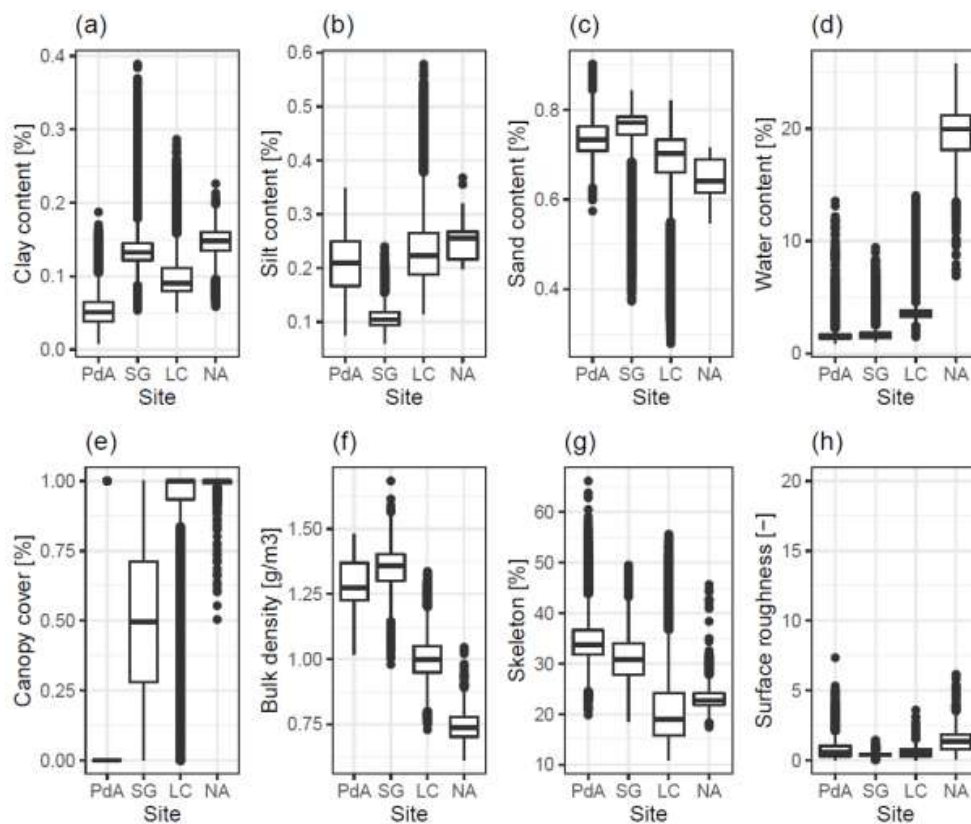 (a)
(b)
(c)
(d)
Clay content [%]
0.4
0.3
0.2
0.1
0.0
PdA SG LC NA
Site
Silt content [%]
0.6
0.5
0.4
0.3
0.2
0.1
PdA SG LC NA
Site
Sand content [%]
0.8
0.6
0.4
PdA SG LC NA
Site
Water content [%]
20
10
0
PdA SG LC NA
Site
(e)
(f)
(g)
(h)
Canopy cover [%]
1.00
0.75
0.50
0.25
0.00
PdA SG LC NA
Site
Bulk density [g/m3]
1.50
1.25
1.00
0.75
PdA SG LC NA
Site
Skeleton [%]
60
50
40
30
20
10
PdA SG LC NA
Site
Surface roughness [−]
20
15
10
5
0
PdA SG LC NA
Site